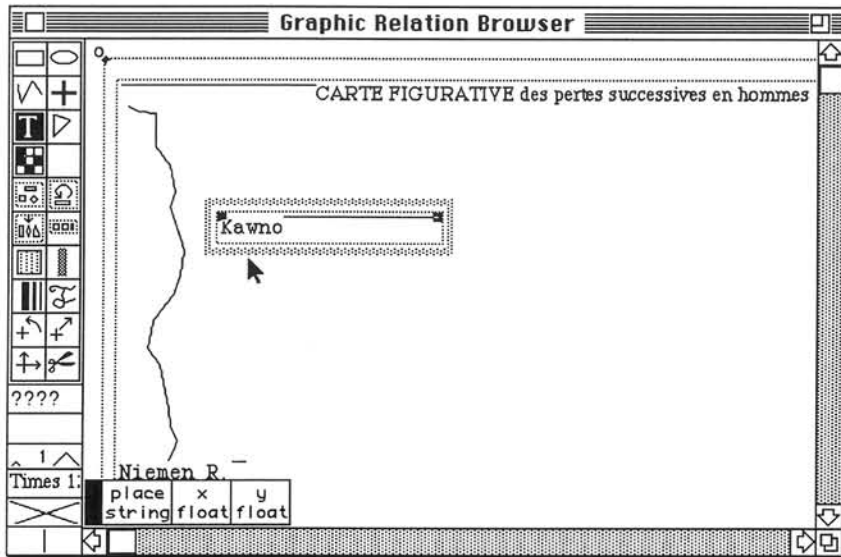 Graphic Relation Browser
CARTE FIGURATIVE des pertes successives en hommes
T
Kawno
????
1
Niemen R.
Times 1:
place x y
string float float